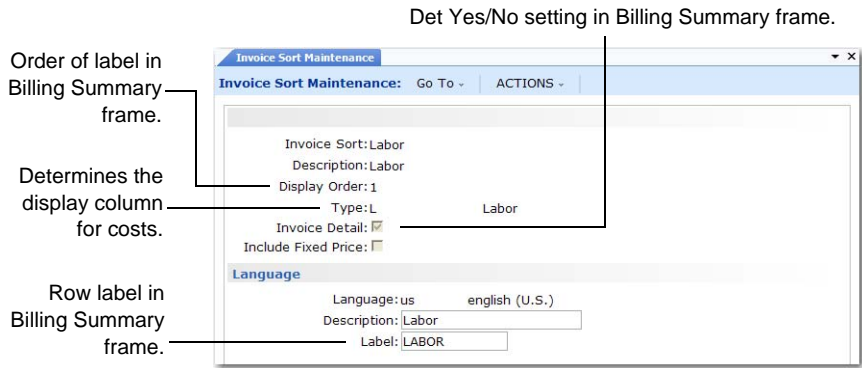 Det Yes/No setting in Billing Summary frame.
Order of label in
Billing Summary
frame.
Determines the
display column
for costs.
Row label in
Billing Summary
frame.
Invoice Sort Maintenance
Invoice Sort Maintenance: Go To ACTIONS
Invoice Sort: Labor
Description: Labor
Display Order: 1
Type: L Labor
Invoice Detail:
Include Fixed Price:
Language
Language: us english (U.S.)
Description: Labor
Label: LABOR